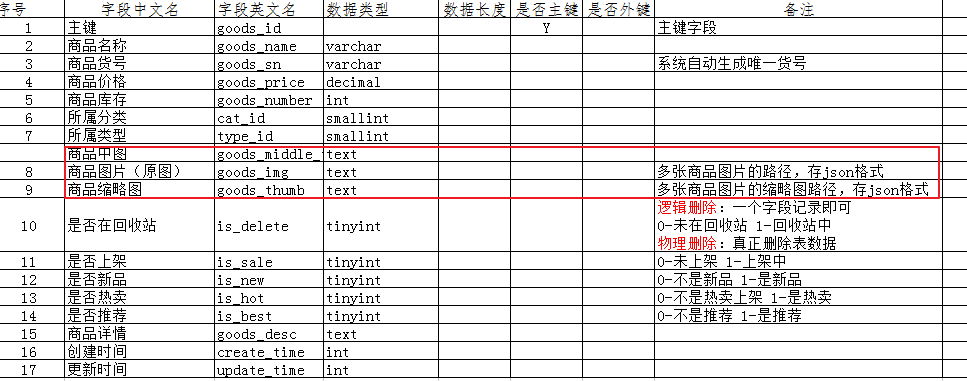 序号 字段中文名 字段英文名 数据类型 数据长度 是否主键 是否外键 备注
1 主键 goods_id Y 主键字段
2 商品名称 goods_name varchar
3 商品货号 goods_sn varchar 系统自动生成唯一货号
4 商品价格 goods_price decimal
5 商品库存 goods_number int
6 所属分类 cat_id smallint
7 所属类型 type_id smallint
商品中图 goods_middle_ text
8 商品图片（原图） goods_img text 多张商品图片的路径，存json格式
9 商品缩略图 goods_thumb text 多张商品图片的缩略图路径，存json格式
10 是否在回收站 is_delete tinyint 逻辑删除：一个字段记录即可
0-未在回收站 1-回收站中
物理删除：真正删除表数据
11 是否上架 is_sale tinyint 0-未上架 1-上架中
12 是否新品 is_new tinyint 0-不是新品 1-是新品
13 是否热卖 is_hot tinyint 0-不是热卖上架 1-是热卖
14 是否推荐 is_best tinyint 0-不是推荐 1-是推荐
15 商品详情 goods_desc text
16 创建时间 create_time int
17 更新时间 update_time int